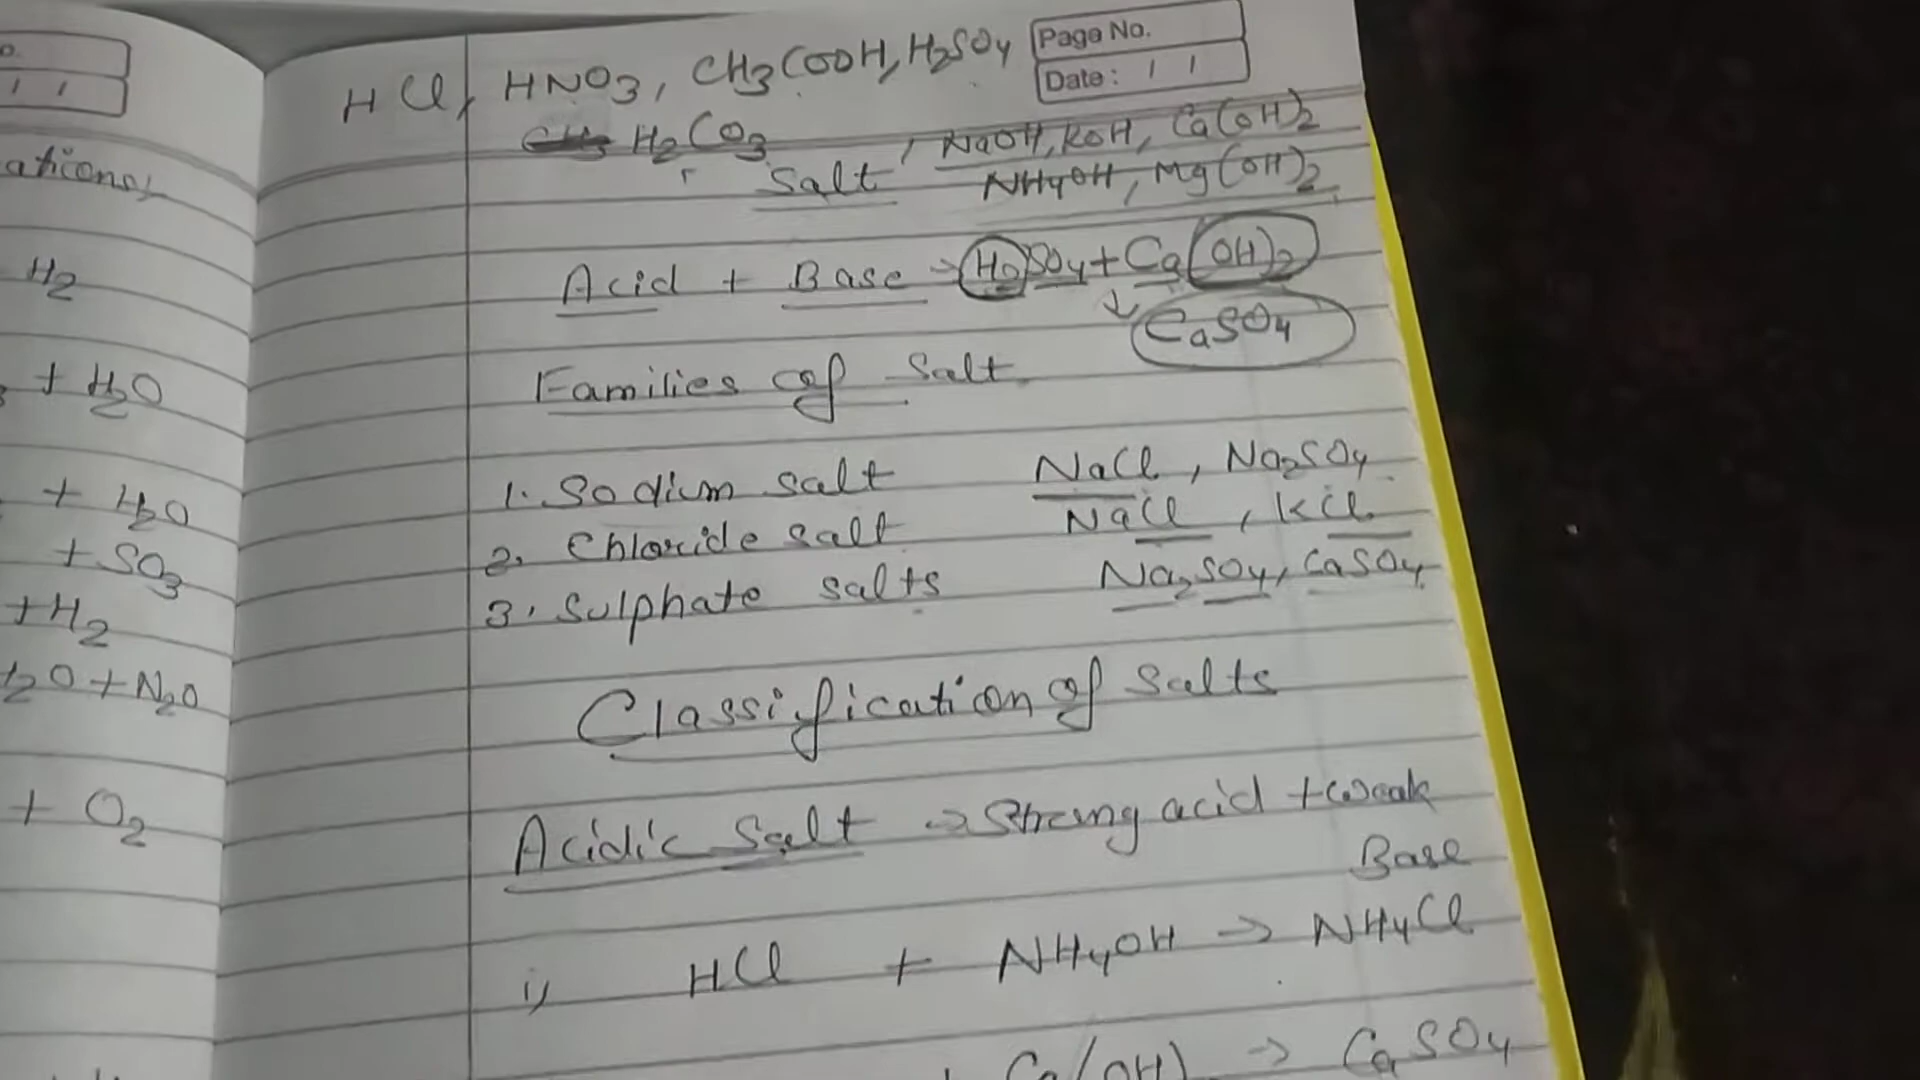 ations,
H2
+ H2O
+ H2O
+ SO3
+H2
H2O + N2O
+ O2
Page No.
Date: / /
HCl, HNO3, CH3COOH, H2SO4
H2CO3, NaOH, KOH, Ca(OH)2
Salt NH4OH, Mg(OH)2
Acid + Base → H2SO4 + Ca(OH)2
↓
CaSO4
Families of Salt
1. Sodium salt NaCl, Na2SO4
2. Chloride salt NaCl, KCl
3. Sulphate salts Na2SO4, CaSO4
Classification of Salts
Acidic Salt → Strong acid + Weak
Base
i) HCl + NH4OH → NH4Cl
Ca(OH) → CaSO4